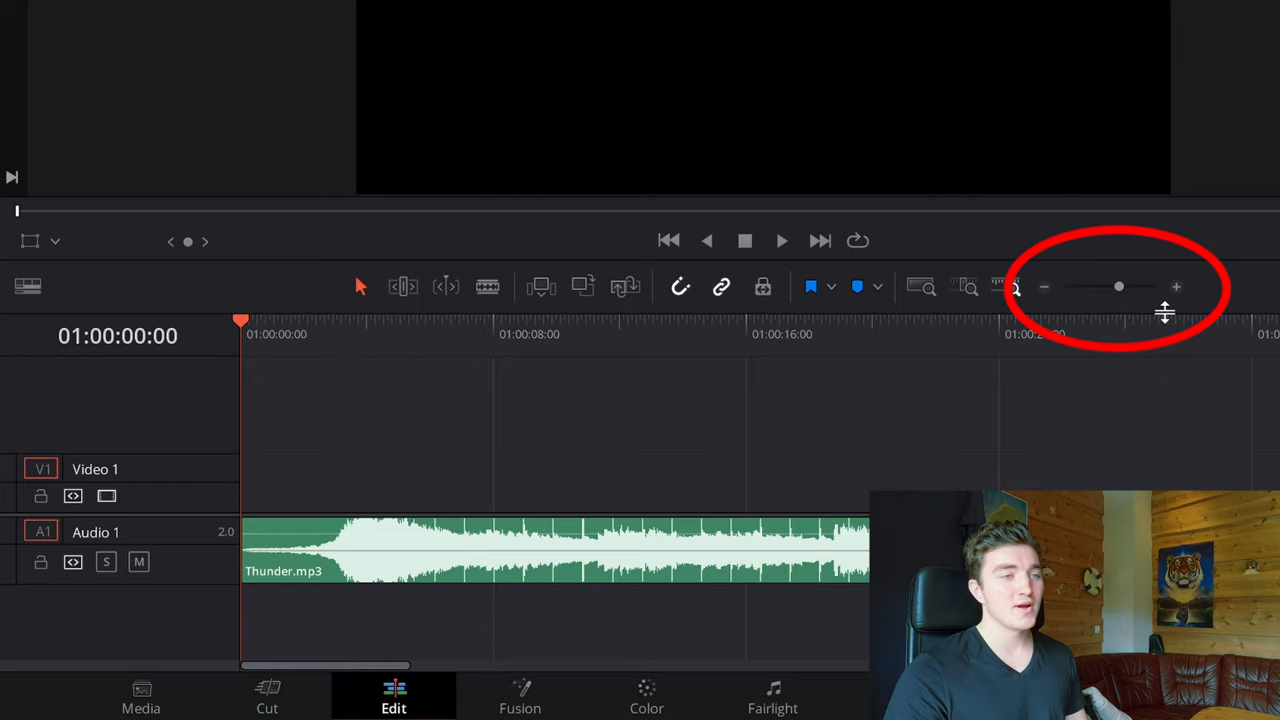 01:00:00:00
01:00:00:00
01:00:08:00
01:00:16:00
V1 Video 1
A1 Audio 1 2.0
S M
Thunder.mp3
Media
Cut
Edit
Fusion
Color
Fairlight